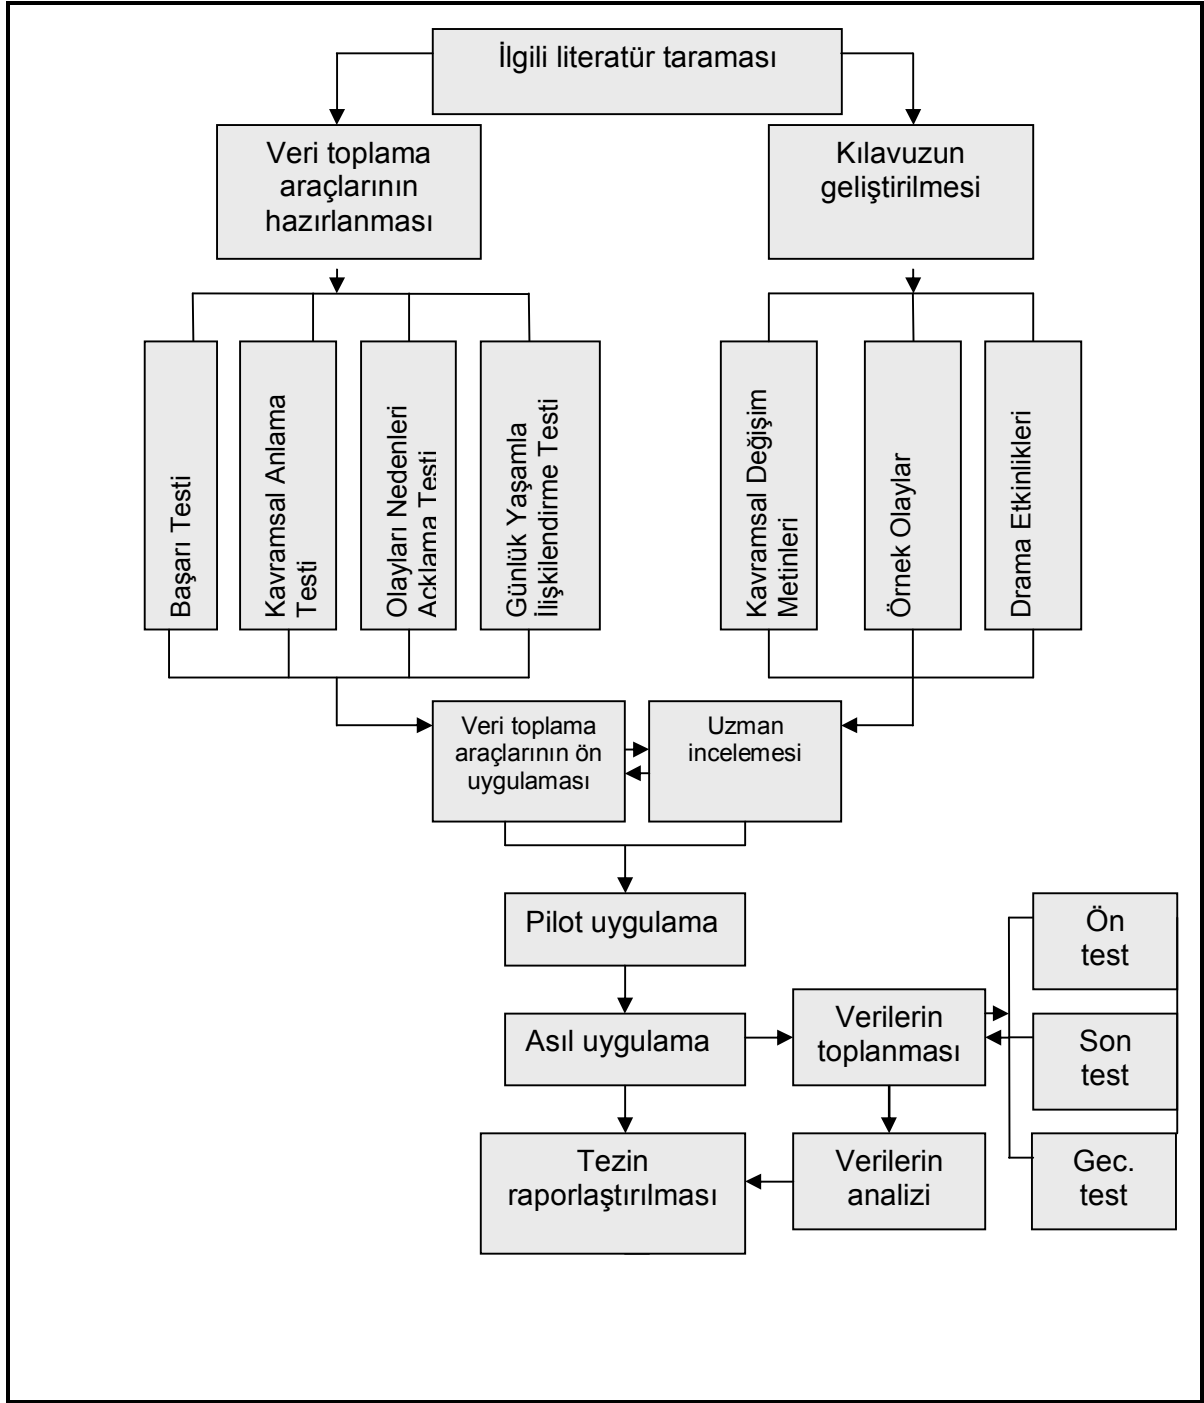 İlgili literatür taraması
Veri toplama
araçlarının
hazırlanması
Kılavuzun
geliştirilmesi
Başarı Testi
Kavramsal Anlama
Testi
Olayları Nedenleri
Acklama Testi
Günlük Yaşamla
İlişkilendirme Testi
Kavramsal Değişim
Metinleri
Örnek Olaylar
Drama Etkinlikleri
Veri toplama
araçlarının ön
uygulaması
Uzman
incelemesi
Pilot uygulama
Ön
test
Asıl uygulama
Verilerin
toplanması
Son
test
Tezin
raporlaştırılması
Verilerin
analizi
Gec.
test